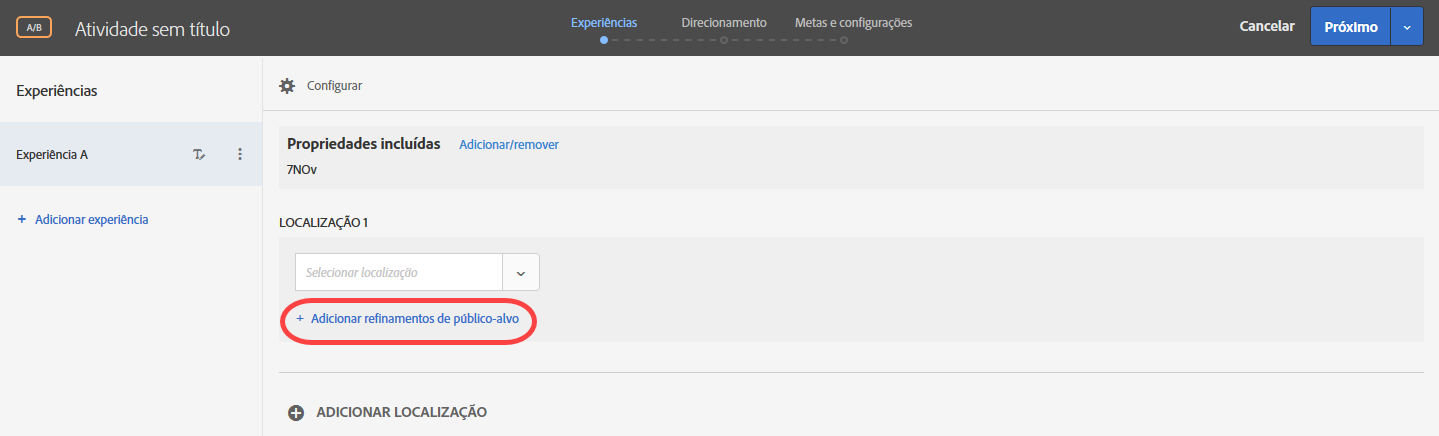 A/B
Atividade sem título
Experiências Direcionamento Metas e configurações
Cancelar
Próximo
Experiências
Configurar
Propriedades incluídas Adicionar/remover
7NOv
Experiência A
+ Adicionar experiência
LOCALIZAÇÃO 1
Selecionar localização
+ Adicionar refinamentos de público-alvo
ADICIONAR LOCALIZAÇÃO